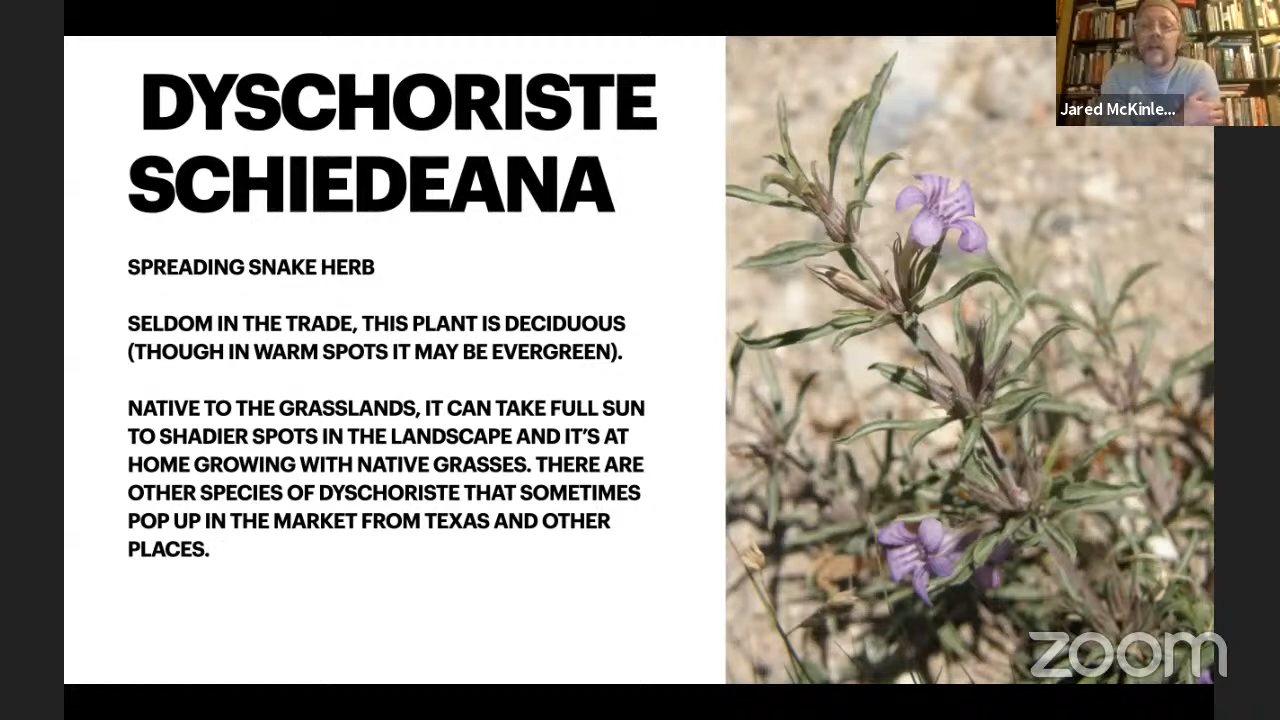 DYSCHORISTE
SCHIEDEANA
SPREADING SNAKE HERB
SELDOM IN THE TRADE, THIS PLANT IS DECIDUOUS
(THOUGH IN WARM SPOTS IT MAY BE EVERGREEN).
NATIVE TO THE GRASSLANDS, IT CAN TAKE FULL SUN
TO SHADIER SPOTS IN THE LANDSCAPE AND IT'S AT
HOME GROWING WITH NATIVE GRASSES. THERE ARE
OTHER SPECIES OF DYSCHORISTE THAT SOMETIMES
POP UP IN THE MARKET FROM TEXAS AND OTHER
PLACES.
Jared McKinle...
zoom